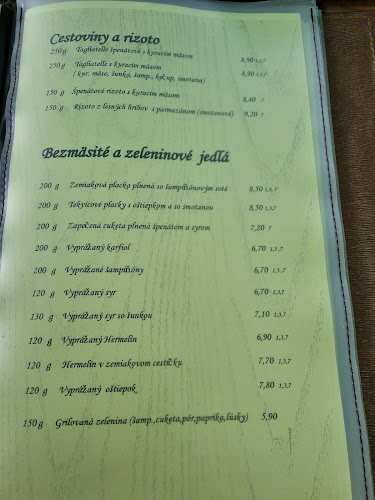 Cestoviny a rizoto
250 g Tagliatelle špenátové s kuracím mäsom 8,90 1,3,7
250 g Tagliatelle s kuracím mäsom
( kur. mäso, šunka, šamp., kečup, smotana) 8,90 1,3,7
150 g Špenátové rizoto s kuracím mäsom 8,40 7
150 g Rizoto z lesných hríbov s parmezánom (smotanové) 9,20 7
Bezmäsité a zeleninové jedlá
200 g Zemiaková placka plnená so šampiňónovým soté 8,50 1,3,7
200 g Tekvicové placky s oštiepkom a so smotanou 8,50 1,3,7
200 g Zapečená cuketa plnená špenátom a syrom 7,20 7
200 g Vyprážaný karfiol 6,70 1,3,7
200 g Vyprážané šampiňóny 6,70 1,3,7
120 g Vyprážaný syr 6,70 1,3,7
130 g Vyprážaný syr so šunkou 7,10 1,3,7
120 g Vyprážaný Hermelín 6,90 1,3,7
120 g Hermelín v zemiakovom cestíčku 7,70 1,3,7
120 g Vyprážaný oštiepok 7,80 1,3,7
150 g Grilovaná zelenina (šamp.,cuketa,pór,paprika,lúsky) 5,90